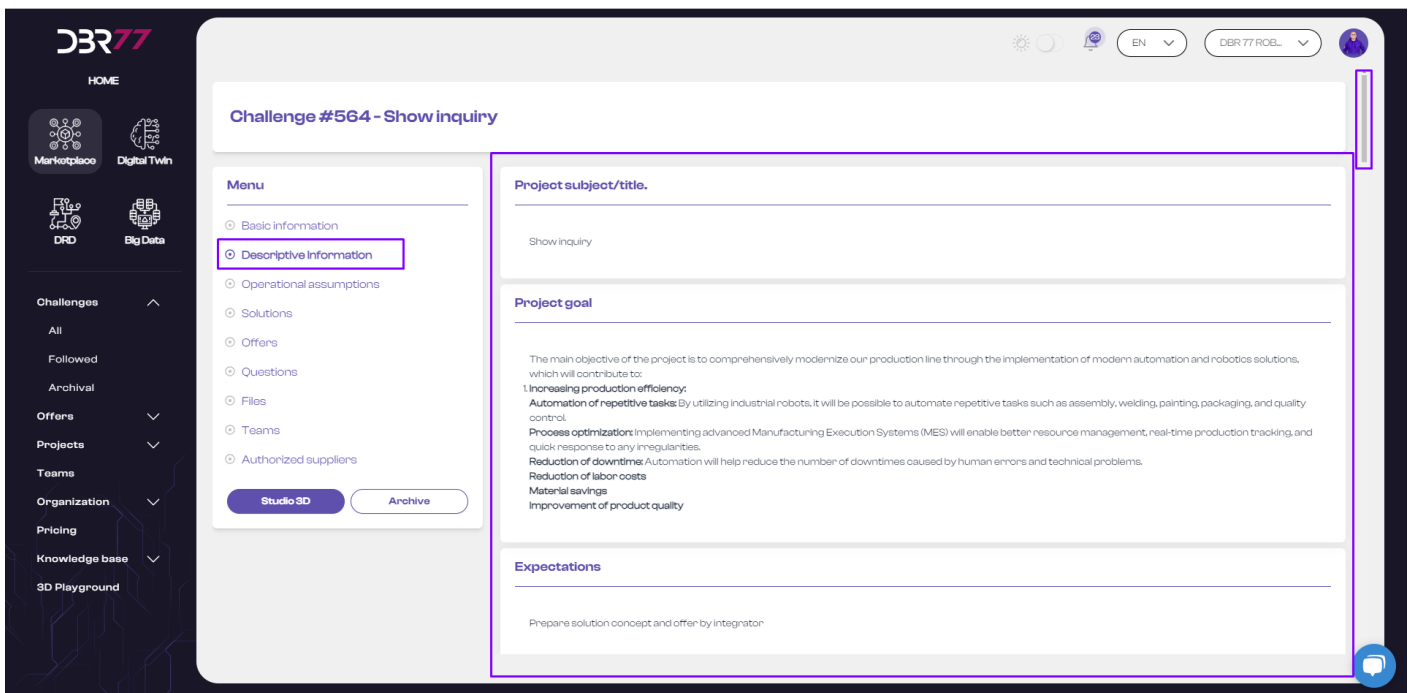 DBR77
HOME
Marketplace
Digital Twin
DRD
Big Data
Challenges
All
Followed
Archival
Offers
Projects
Teams
Organization
Pricing
Knowledge base
3D Playground
23
EN
DBR 77 ROB...
Challenge #564 - Show inquiry
Menu
Basic information
Descriptive Information
Operational assumptions
Solutions
Offers
Questions
Files
Teams
Authorized suppliers
Studio 3D
Archive
Project subject/title.
Show inquiry
Project goal
The main objective of the project is to comprehensively modernize our production line through the implementation of modern automation and robotics solutions,
which will contribute to:
1. Increasing production efficiency:
Automation of repetitive tasks: By utilizing industrial robots, it will be possible to automate repetitive tasks such as assembly, welding, painting, packaging, and quality
control.
Process optimization: Implementing advanced Manufacturing Execution Systems (MES) will enable better resource management, real-time production tracking, and
quick response to any irregularities.
Reduction of downtime: Automation will help reduce the number of downtimes caused by human errors and technical problems.
Reduction of labor costs
Material savings
Improvement of product quality
Expectations
Prepare solution concept and offer by integrator